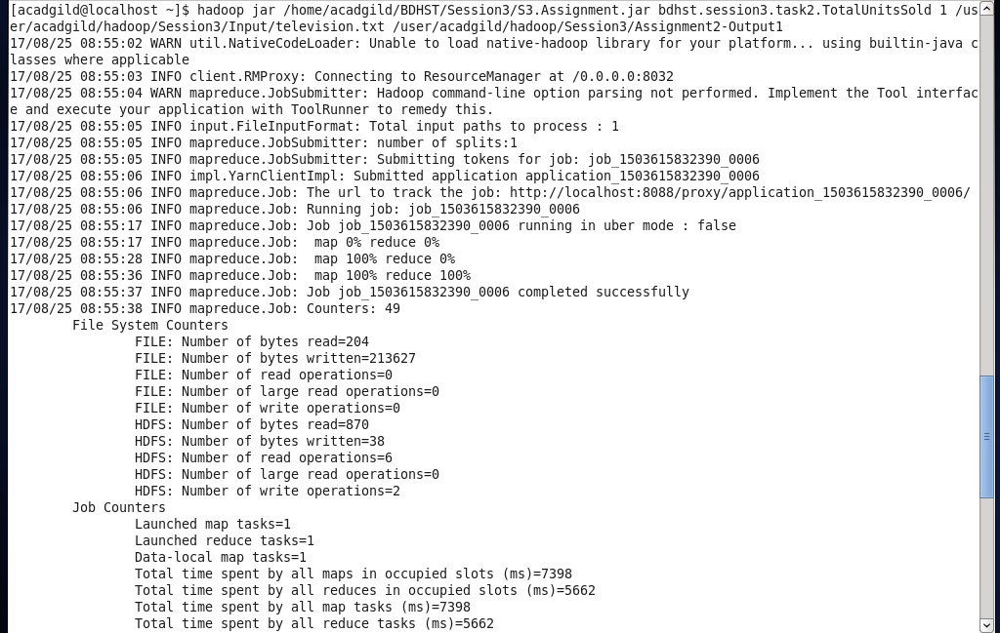 [acadgild@localhost ~]$ hadoop jar /home/acadgild/BDHST/Session3/S3.Assignment.jar bdhst.session3.task2.TotalUnitsSold 1 /us
er/acadgild/hadoop/Session3/Input/television.txt /user/acadgild/hadoop/Session3/Assignment2-Output1
17/08/25 08:55:02 WARN util.NativeCodeLoader: Unable to load native-hadoop library for your platform... using builtin-java c
lasses where applicable
17/08/25 08:55:03 INFO client.RMProxy: Connecting to ResourceManager at /0.0.0.0:8032
17/08/25 08:55:04 WARN mapreduce.JobSubmitter: Hadoop command-line option parsing not performed. Implement the Tool interfac
e and execute your application with ToolRunner to remedy this.
17/08/25 08:55:05 INFO input.FileInputFormat: Total input paths to process : 1
17/08/25 08:55:05 INFO mapreduce.JobSubmitter: number of splits:1
17/08/25 08:55:05 INFO mapreduce.JobSubmitter: Submitting tokens for job: job_1503615832390_0006
17/08/25 08:55:06 INFO impl.YarnClientImpl: Submitted application application_1503615832390_0006
17/08/25 08:55:06 INFO mapreduce.Job: The url to track the job: http://localhost:8088/proxy/application_1503615832390_0006/
17/08/25 08:55:06 INFO mapreduce.Job: Running job: job_1503615832390_0006
17/08/25 08:55:17 INFO mapreduce.Job: Job job_1503615832390_0006 running in uber mode : false
17/08/25 08:55:17 INFO mapreduce.Job:  map 0% reduce 0%
17/08/25 08:55:28 INFO mapreduce.Job:  map 100% reduce 0%
17/08/25 08:55:36 INFO mapreduce.Job:  map 100% reduce 100%
17/08/25 08:55:37 INFO mapreduce.Job: Job job_1503615832390_0006 completed successfully
17/08/25 08:55:38 INFO mapreduce.Job: Counters: 49
File System Counters
FILE: Number of bytes read=204
FILE: Number of bytes written=213627
FILE: Number of read operations=0
FILE: Number of large read operations=0
FILE: Number of write operations=0
HDFS: Number of bytes read=870
HDFS: Number of bytes written=38
HDFS: Number of read operations=6
HDFS: Number of large read operations=0
HDFS: Number of write operations=2
Job Counters
Launched map tasks=1
Launched reduce tasks=1
Data-local map tasks=1
Total time spent by all maps in occupied slots (ms)=7398
Total time spent by all reduces in occupied slots (ms)=5662
Total time spent by all map tasks (ms)=7398
Total time spent by all reduce tasks (ms)=5662